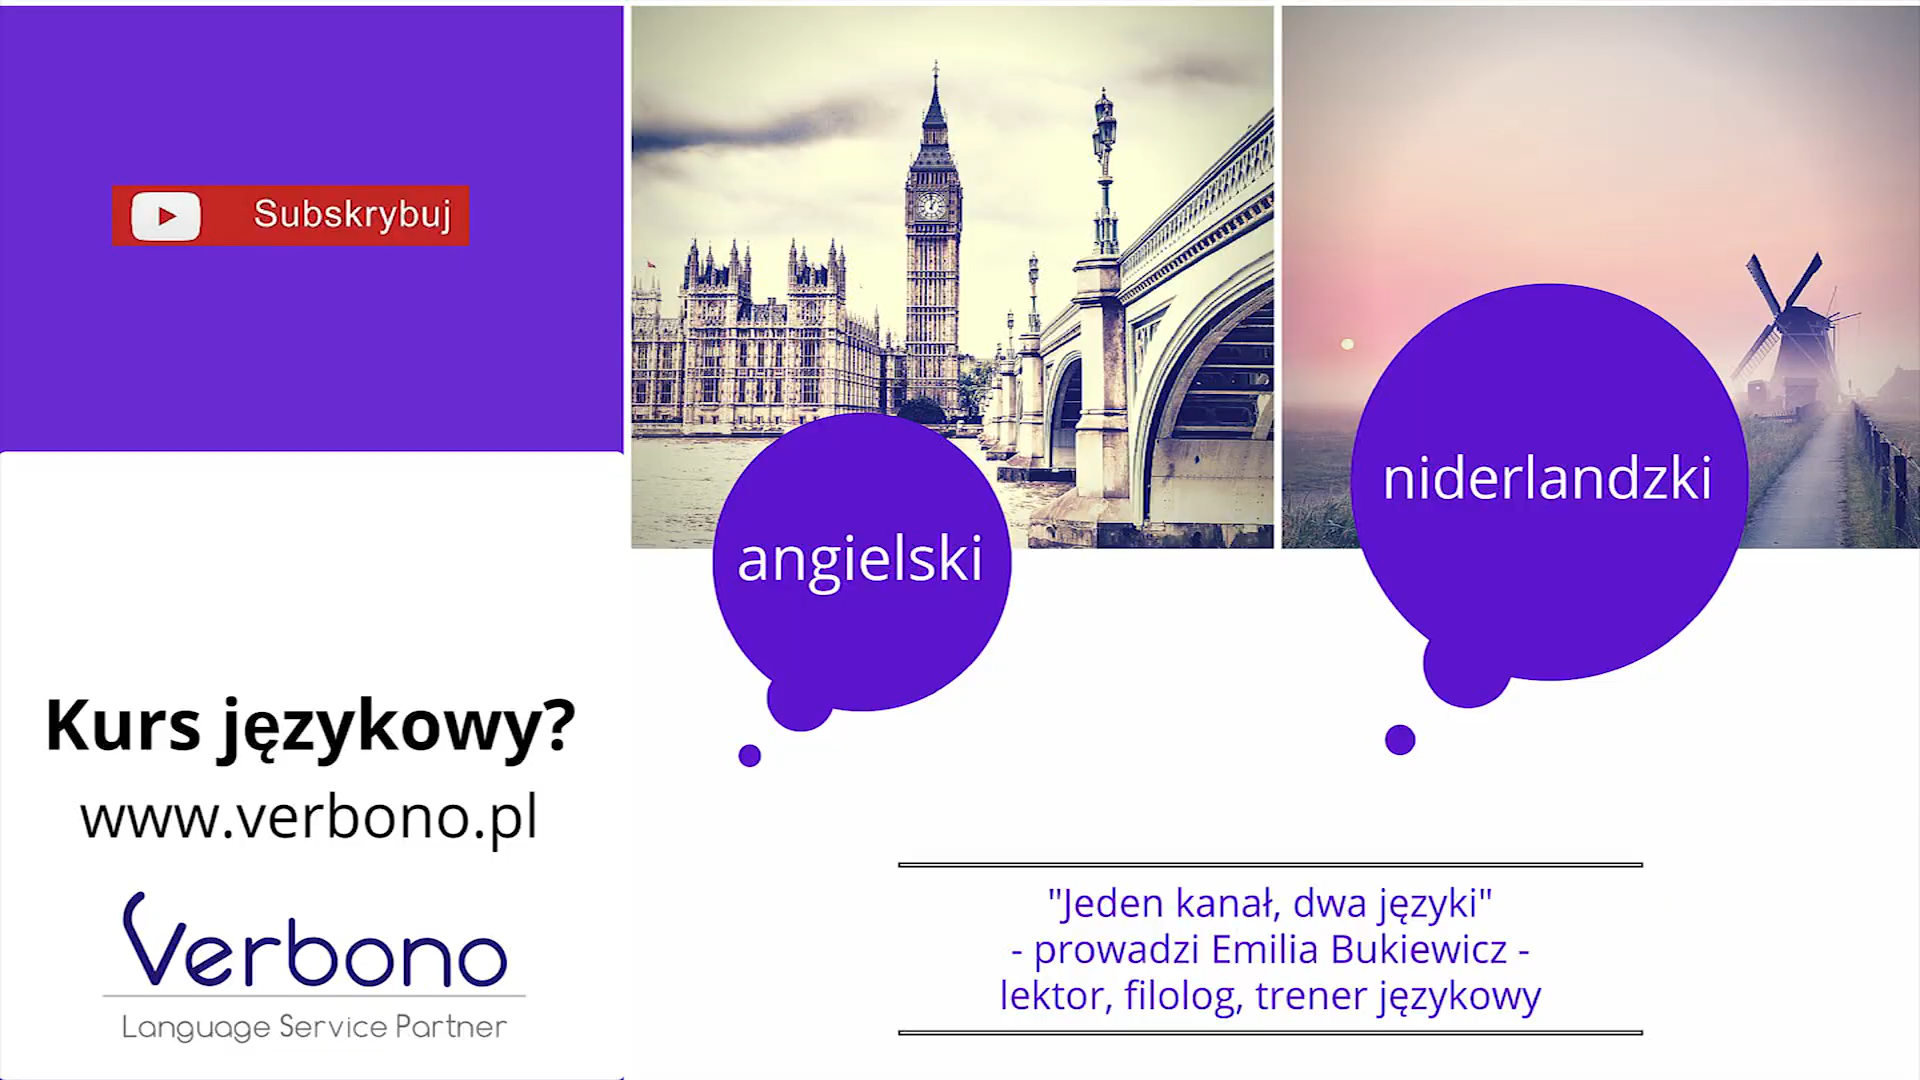 Subskrybuj
angielski
niderlandzki
Kurs językowy?
www.verbono.pl
Verbono
Language Service Partner
"Jeden kanał, dwa języki"
- prowadzi Emilia Bukiewicz -
lektor, filolog, trener językowy